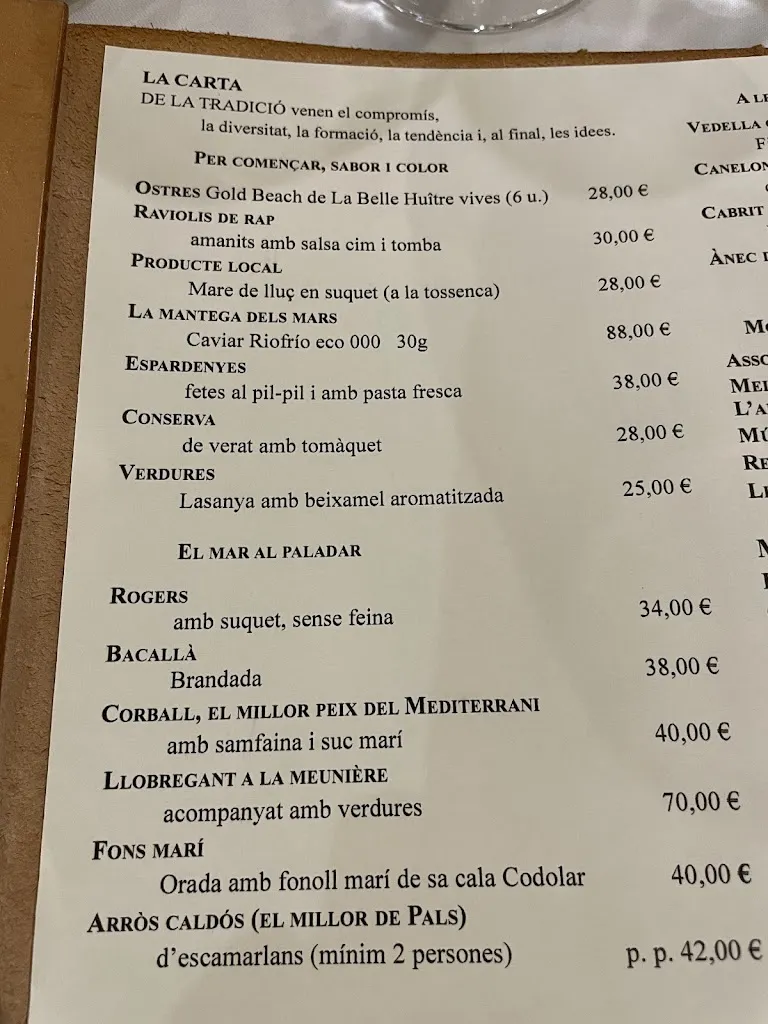 LA CARTA
DE LA TRADICIÓ venen el compromís,
la diversitat, la formació, la tendència i, al final, les idees.
PER COMENÇAR, SABOR I COLOR
OSTRES Gold Beach de La Belle Huître vives (6 u.) 28,00 €
RAVIOLIS DE RAP
amanits amb salsa cim i tomba 30,00 €
PRODUCTE LOCAL
Mare de lluç en suquet (a la tossenca) 28,00 €
LA MANTEGA DELS MARS
Caviar Riofrío eco 000 30g 88,00 €
ESPARDENYES
fetes al pil-pil i amb pasta fresca 38,00 €
CONSERVA
de verat amb tomàquet 28,00 €
VERDURES
Lasanya amb beixamel aromatitzada 25,00 €
EL MAR AL PALADAR
ROGERS
amb suquet, sense feina 34,00 €
BACALLÀ
Brandada 38,00 €
CORBALL, EL MILLOR PEIX DEL MEDITERRANI
amb samfaina i suc marí 40,00 €
LLOBREGANT A LA MEUNIÈRE
acompanyat amb verdures 70,00 €
FONS MARÍ
Orada amb fonoll marí de sa cala Codolar 40,00 €
ARRÒS CALDÓS (EL MILLOR DE PALS)
d'escamarlans (mínim 2 persones) p. p. 42,00 €
A
VEDELLA
CABRIT
ÀNEC